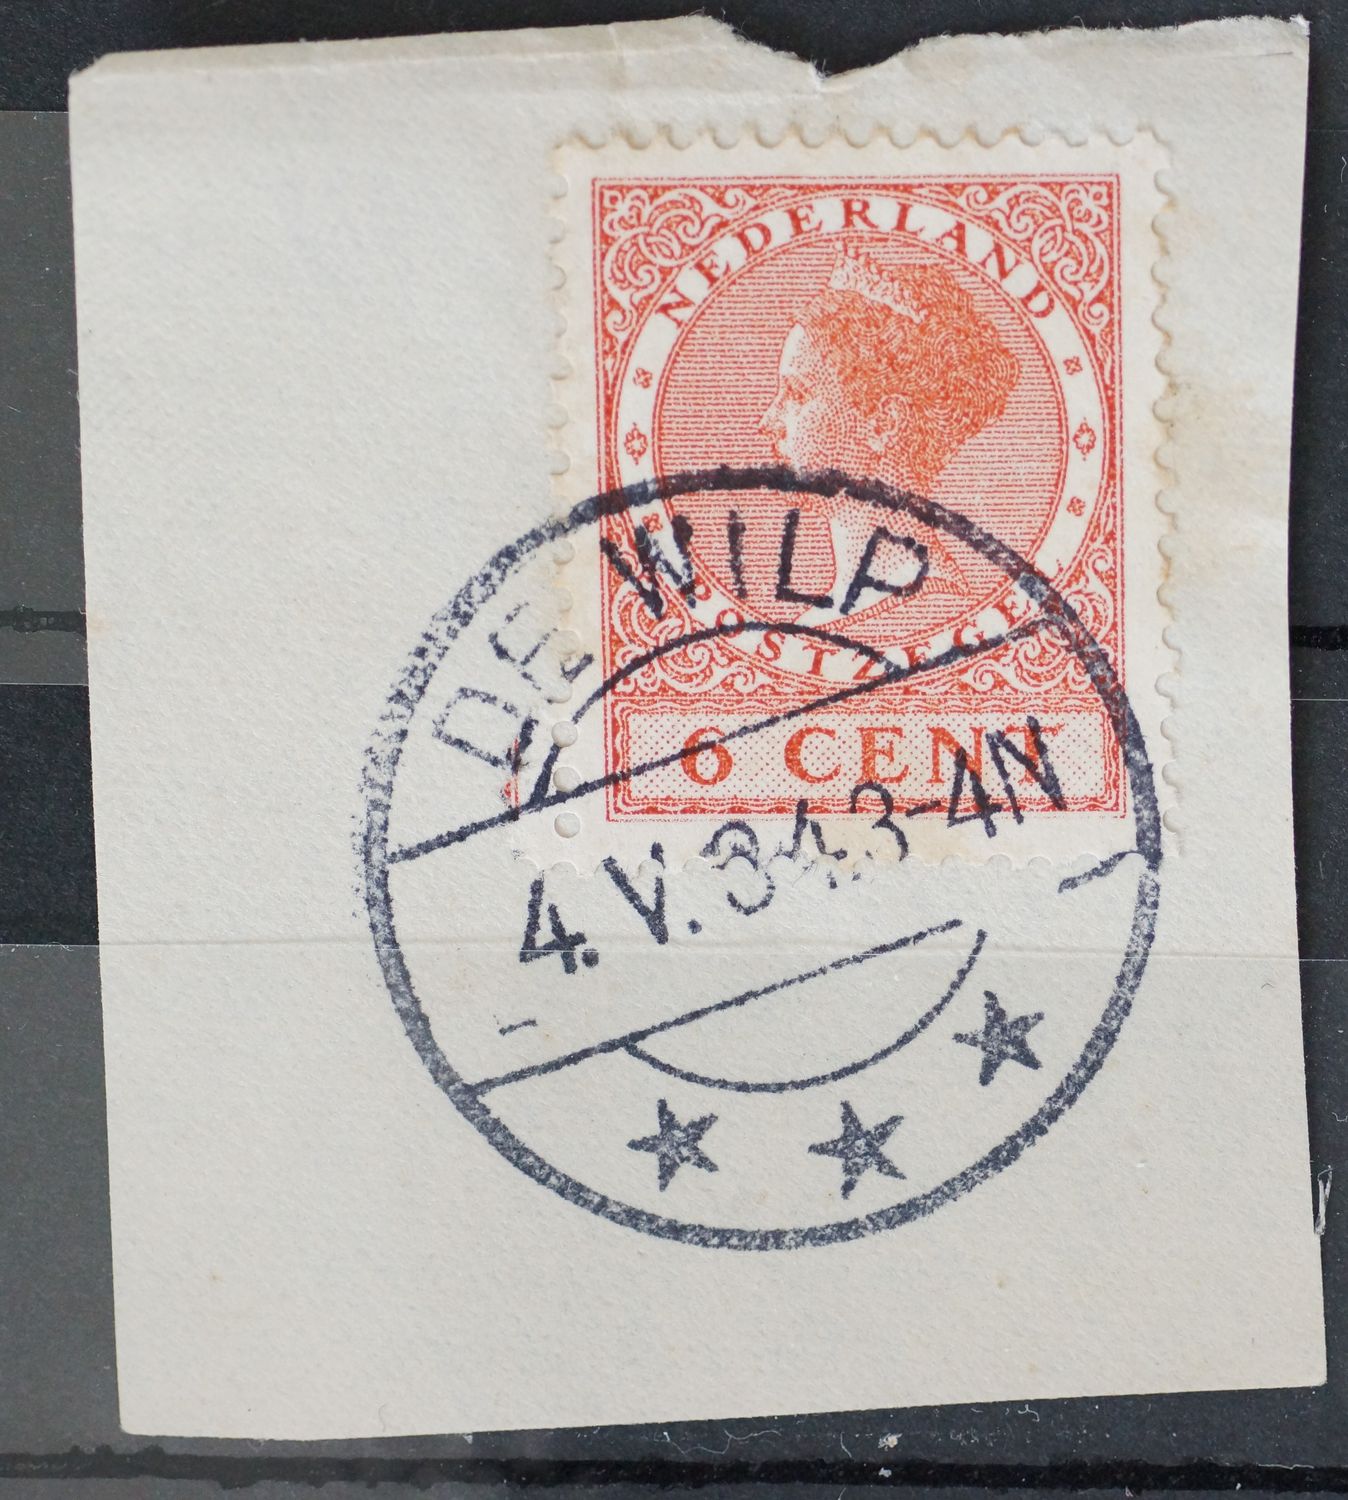 NEDERLAND
POSTZEGEL
6 CENT
DE WILP
4.V.34.3-4N